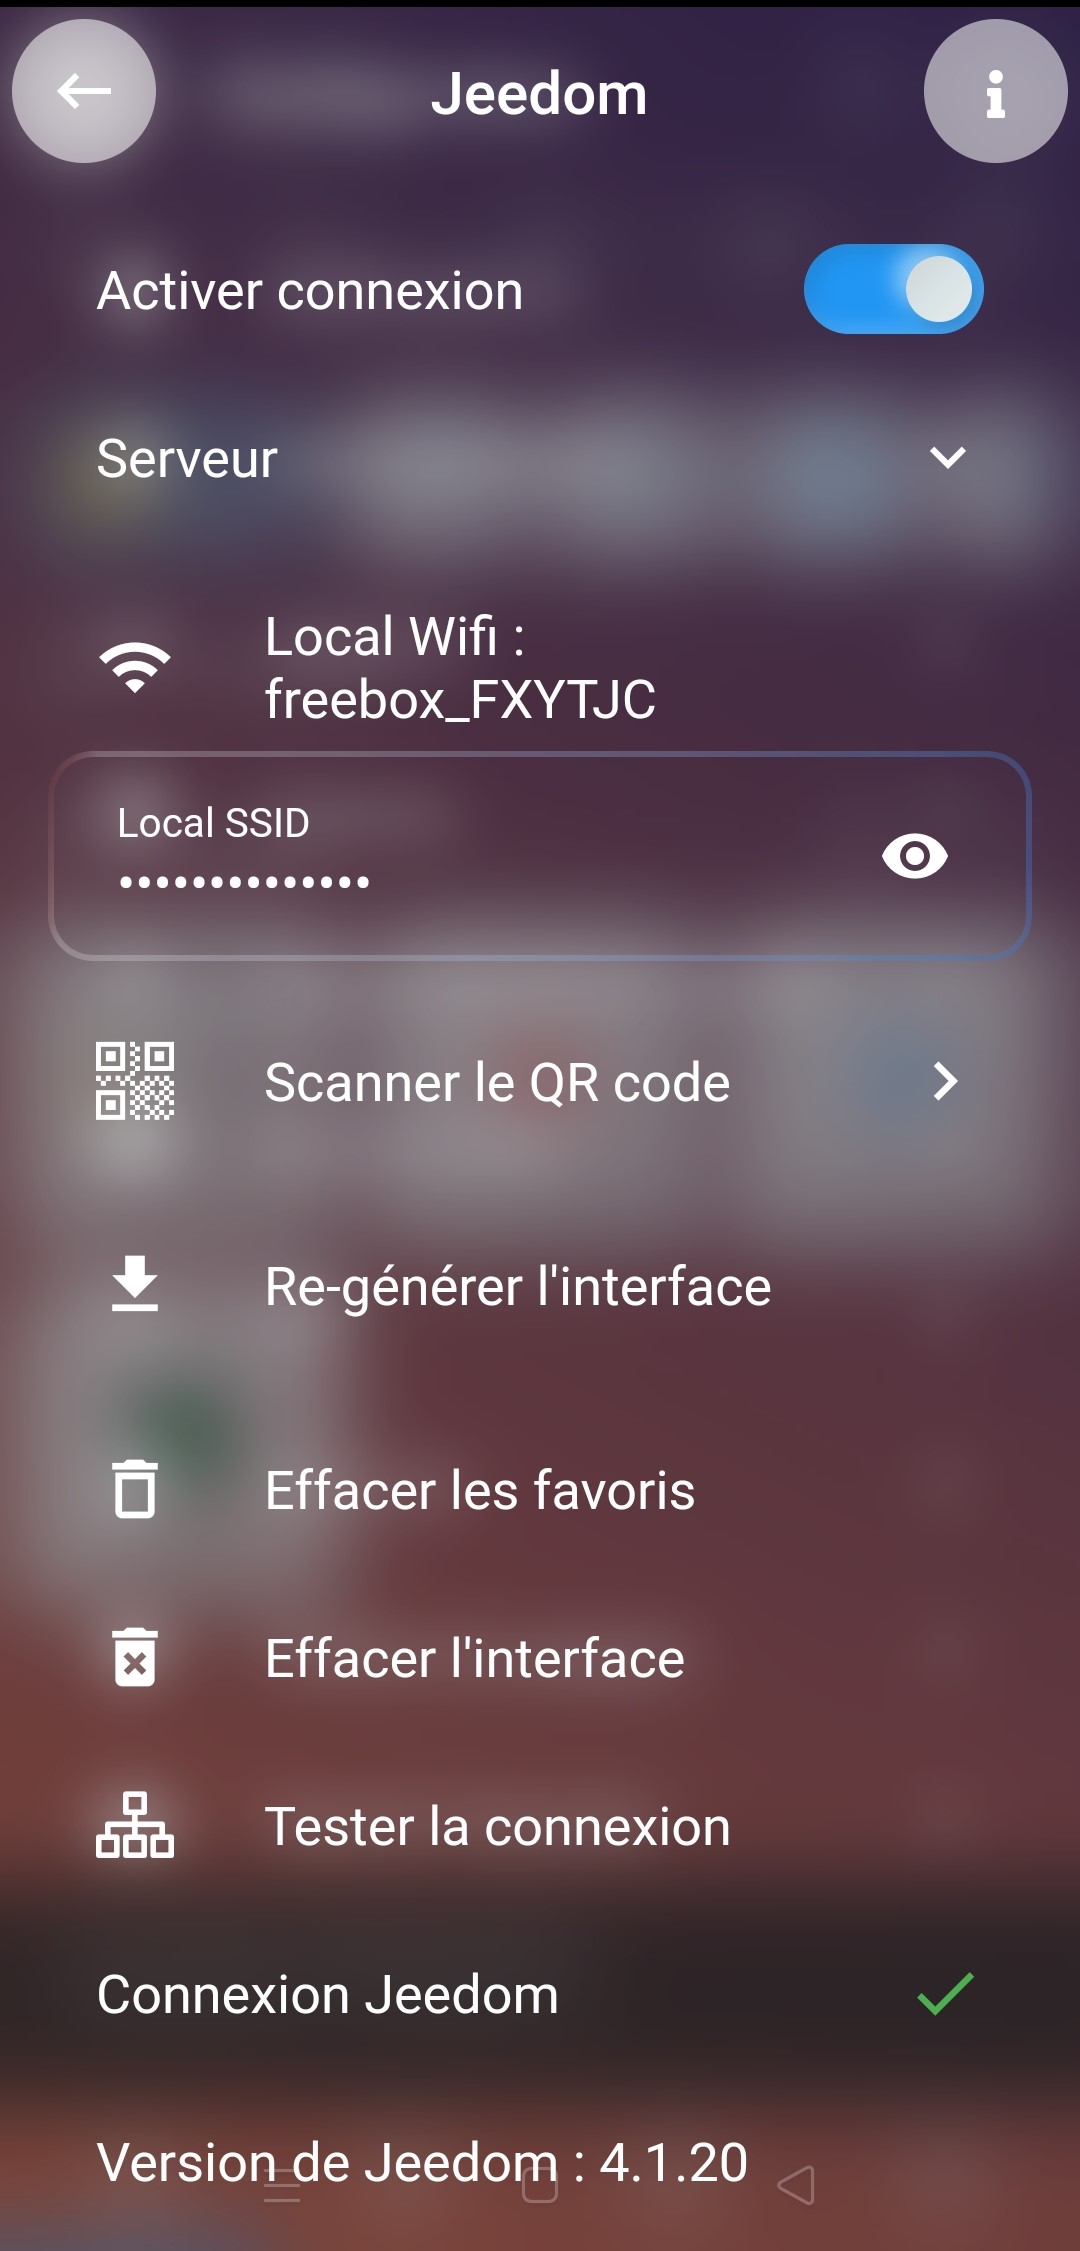 Jeedom
Activer connexion
Serveur
Local Wifi :
freebox_FXYTJC
Local SSID
••••••••••••••
Scanner le QR code
Re-générer l'interface
Effacer les favoris
Effacer l'interface
Tester la connexion
Connexion Jeedom
Version de Jeedom : 4.1.20